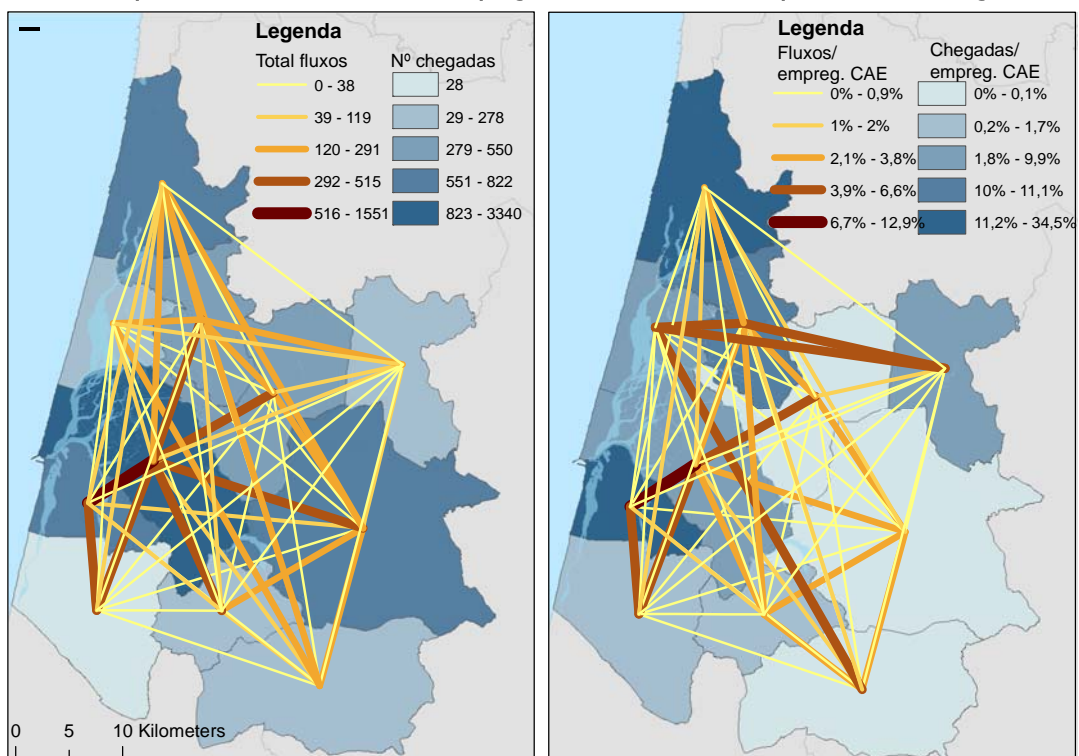 Legenda
Total fluxos
Nº chegadas
0 - 38
28
39 - 119
29 - 278
120 - 291
279 - 550
292 - 515
551 - 822
516 - 1551
823 - 3340
0 5 10 Kilometers
Legenda
Fluxos/
empreg. CAE
Chegadas/
empreg. CAE
0% - 0,9%
0% - 0,1%
1% - 2%
0,2% - 1,7%
2,1% - 3,8%
1,8% - 9,9%
3,9% - 6,6%
10% - 11,1%
6,7% - 12,9%
11,2% - 34,5%